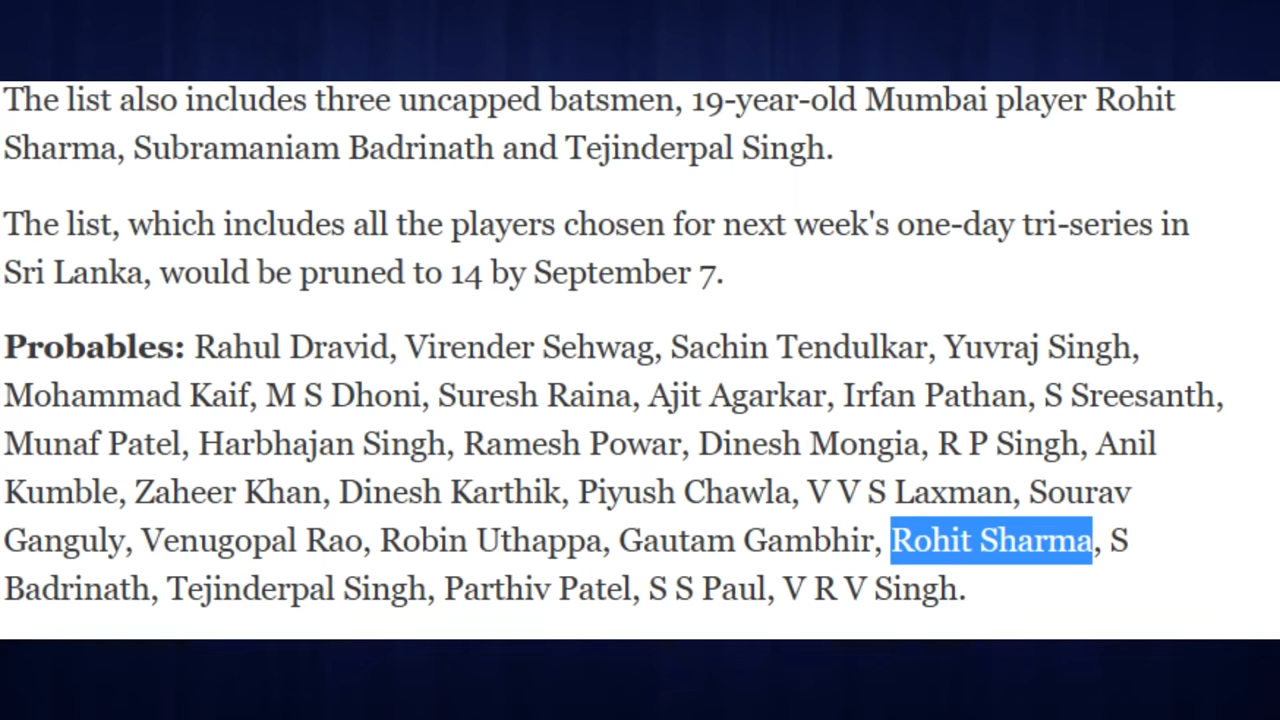 The list also includes three uncapped batsmen, 19-year-old Mumbai player Rohit
Sharma, Subramaniam Badrinath and Tejinderpal Singh.
The list, which includes all the players chosen for next week's one-day tri-series in
Sri Lanka, would be pruned to 14 by September 7.
Probables: Rahul Dravid, Virender Sehwag, Sachin Tendulkar, Yuvraj Singh,
Mohammad Kaif, M S Dhoni, Suresh Raina, Ajit Agarkar, Irfan Pathan, S Sreesanth,
Munaf Patel, Harbhajan Singh, Ramesh Powar, Dinesh Mongia, R P Singh, Anil
Kumble, Zaheer Khan, Dinesh Karthik, Piyush Chawla, V V S Laxman, Sourav
Ganguly, Venugopal Rao, Robin Uthappa, Gautam Gambhir, Rohit Sharma, S
Badrinath, Tejinderpal Singh, Parthiv Patel, S S Paul, V R V Singh.